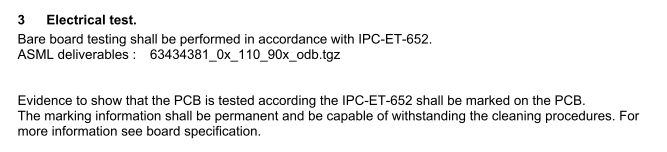 3 Electrical test.
Bare board testing shall be performed in accordance with IPC-ET-652.
ASML deliverables : 63434381_0x_110_90x_odb.tgz
Evidence to show that the PCB is tested according the IPC-ET-652 shall be marked on the PCB.
The marking information shall be permanent and be capable of withstanding the cleaning procedures. For
more information see board specification.